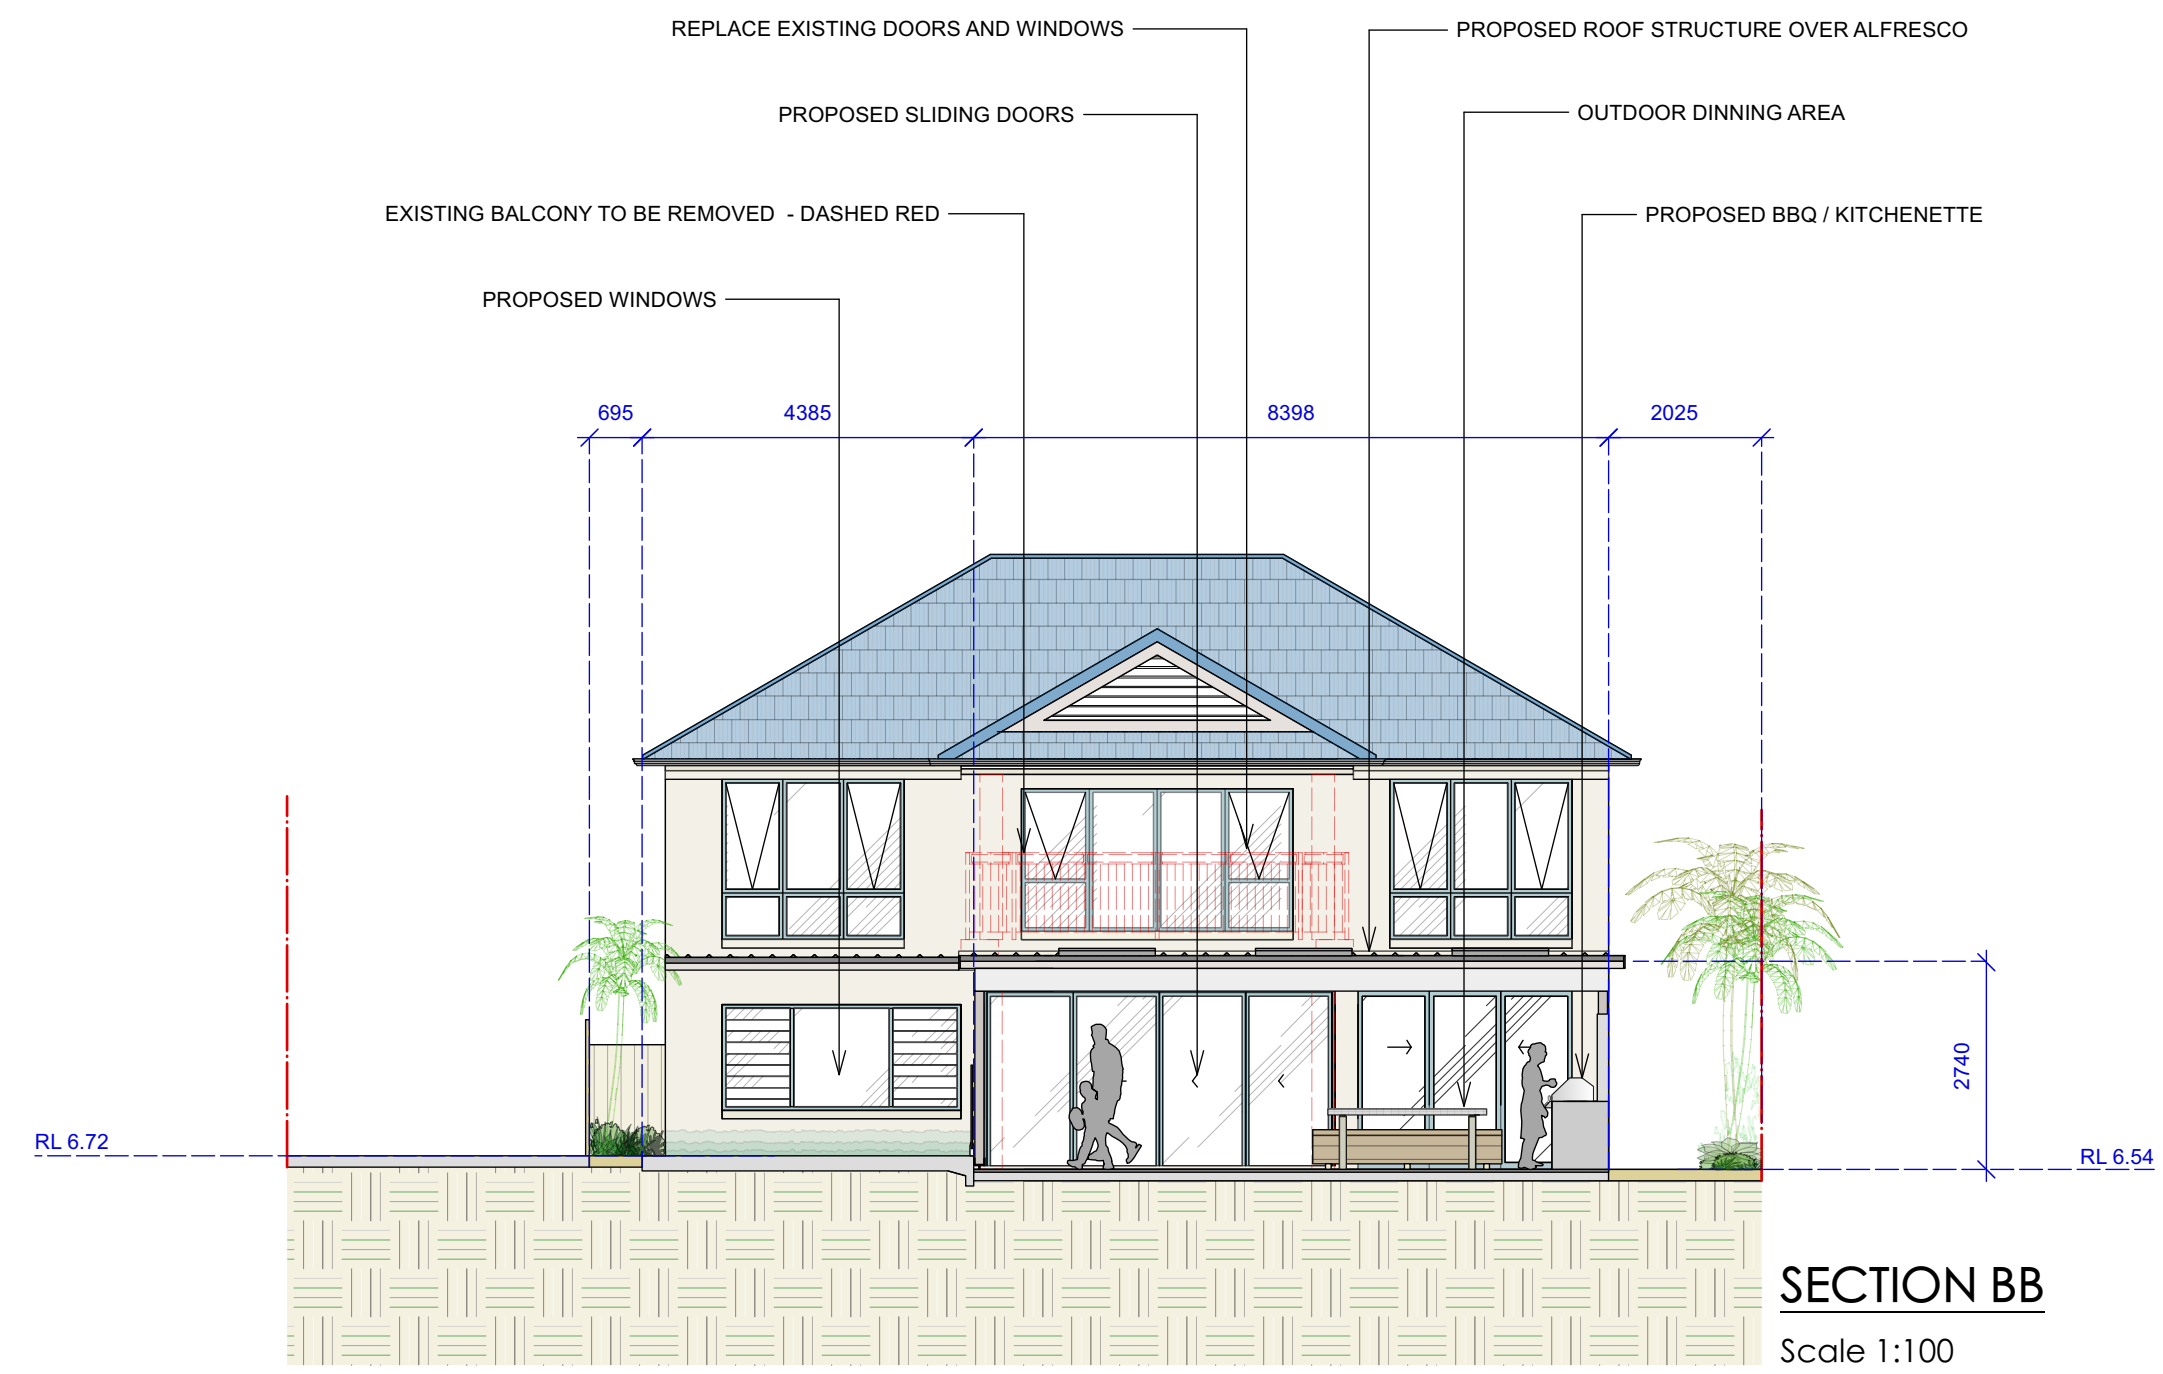 REPLACE EXISTING DOORS AND WINDOWS
PROPOSED ROOF STRUCTURE OVER ALFRESCO
PROPOSED SLIDING DOORS
OUTDOOR DINNING AREA
EXISTING BALCONY TO BE REMOVED - DASHED RED
PROPOSED BBQ / KITCHENETTE
PROPOSED WINDOWS
695
4385
8398
2025
2740
RL 6.72
RL 6.54
SECTION BB
Scale 1:100